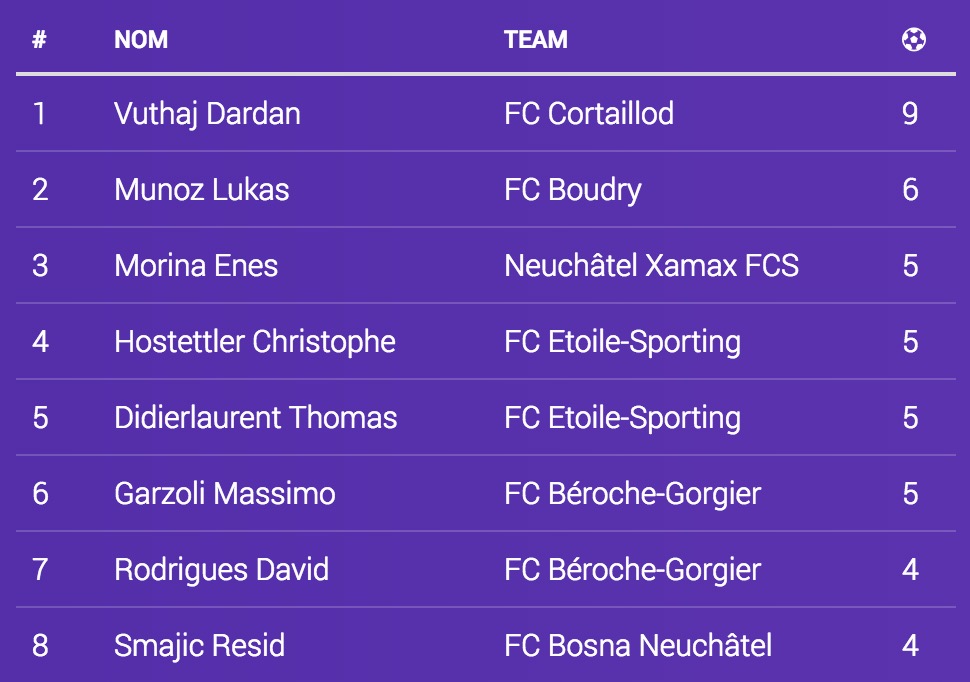 # NOM TEAM
1 Vuthaj Dardan FC Cortaillod 9
2 Munoz Lukas FC Boudry 6
3 Morina Enes Neuchâtel Xamax FCS 5
4 Hostettler Christophe FC Etoile-Sporting 5
5 Didierlaurent Thomas FC Etoile-Sporting 5
6 Garzoli Massimo FC Béroche-Gorgier 5
7 Rodrigues David FC Béroche-Gorgier 4
8 Smajic Resid FC Bosna Neuchâtel 4